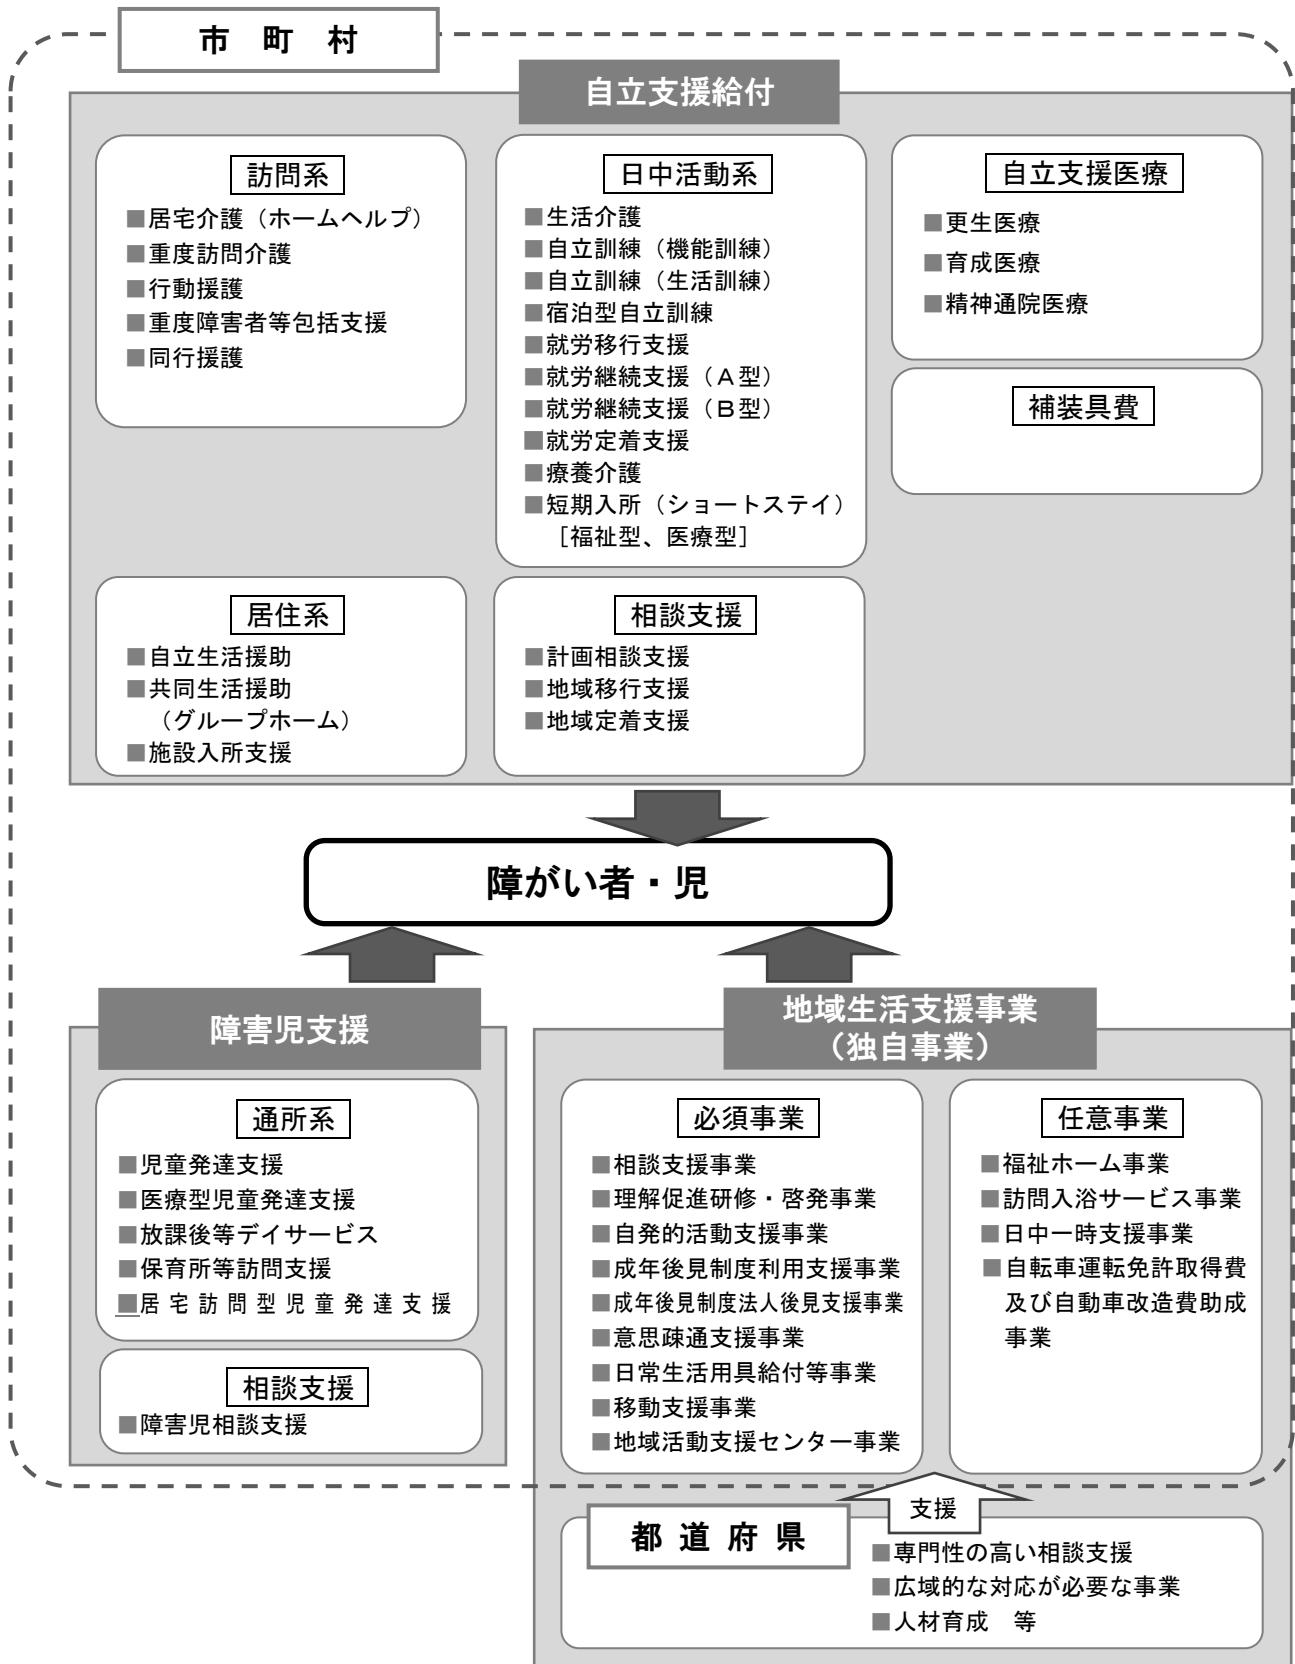 市 町 村
自立支援給付
訪問系
■居宅介護（ホームヘルプ）
■重度訪問介護
■行動援護
■重度障害者等包括支援
■同行援護
日中活動系
■生活介護
■自立訓練（機能訓練）
■自立訓練（生活訓練）
■宿泊型自立訓練
■就労移行支援
■就労継続支援（Ａ型）
■就労継続支援（Ｂ型）
■就労定着支援
■療養介護
■短期入所（ショートステイ）
［福祉型、医療型］
自立支援医療
■更生医療
■育成医療
■精神通院医療
補装具費
居住系
■自立生活援助
■共同生活援助
（グループホーム）
■施設入所支援
相談支援
■計画相談支援
■地域移行支援
■地域定着支援
障がい者・児
障害児支援
通所系
■児童発達支援
■医療型児童発達支援
■放課後等デイサービス
■保育所等訪問支援
■居宅訪問型児童発達支援
相談支援
■障害児相談支援
地域生活支援事業
（独自事業）
必須事業
■相談支援事業
■理解促進研修・啓発事業
■自発的活動支援事業
■成年後見制度利用支援事業
■成年後見制度法人後見支援事業
■意思疎通支援事業
■日常生活用具給付等事業
■移動支援事業
■地域活動支援センター事業
任意事業
■福祉ホーム事業
■訪問入浴サービス事業
■日中一時支援事業
■自転車運転免許取得費
及び自動車改造費助成
事業
支援
都 道 府 県
■専門性の高い相談支援
■広域的な対応が必要な事業
■人材育成　等